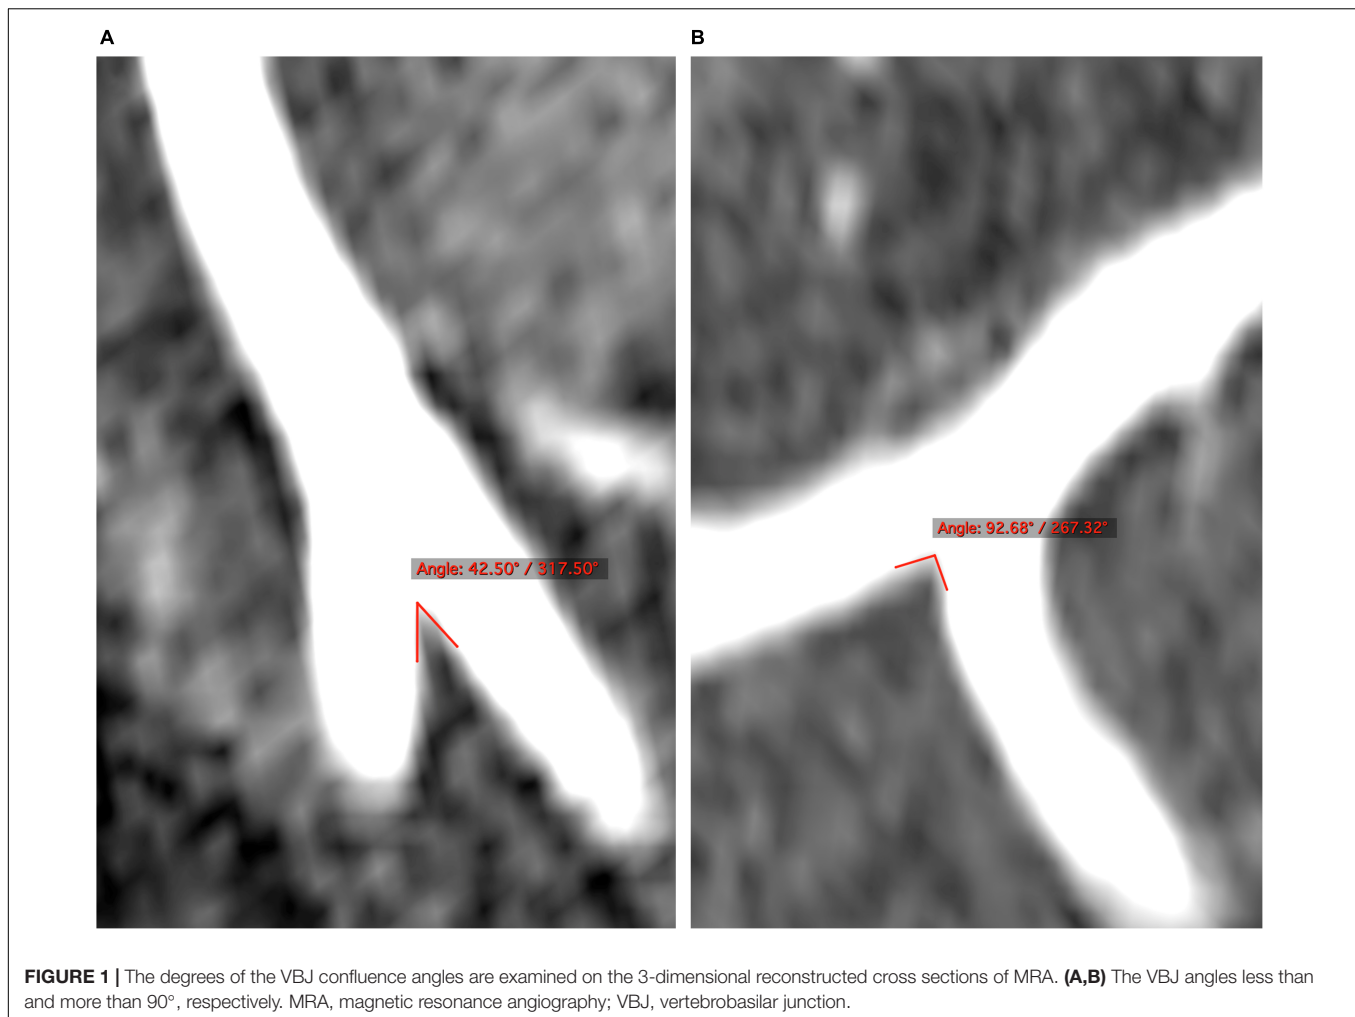 A
B
Angle: 92.68° / 267.32°
Angle: 42.50° / 317.50°
FIGURE 1 | The degrees of the VBJ confluence angles are examined on the 3-dimensional reconstructed cross sections of MRA. (A,B) The VBJ angles less than
and more than 90°, respectively. MRA, magnetic resonance angiography; VBJ, vertebrobasilar junction.